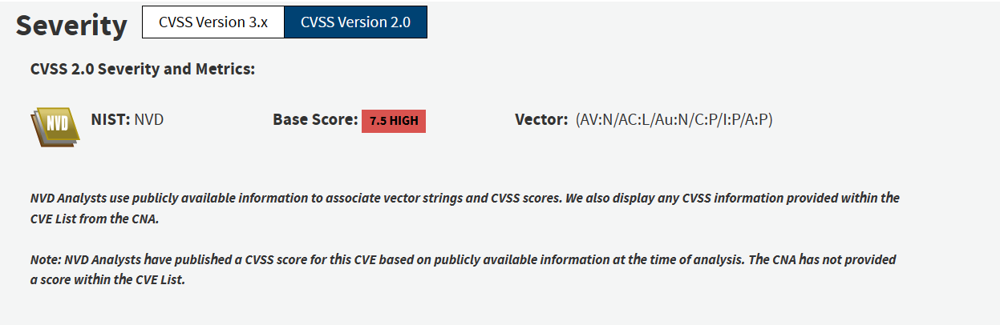 Severity CVSS Version 3.x CVSS Version 2.0
CVSS 2.0 Severity and Metrics:
NVD NIST: NVD Base Score: 7.5 HIGH Vector: (AV:N/AC:L/Au:N/C:P/I:P/A:P)
NVD Analysts use publicly available information to associate vector strings and CVSS scores. We also display any CVSS information provided within the
CVE List from the CNA.
Note: NVD Analysts have published a CVSS score for this CVE based on publicly available information at the time of analysis. The CNA has not provided
a score within the CVE List.